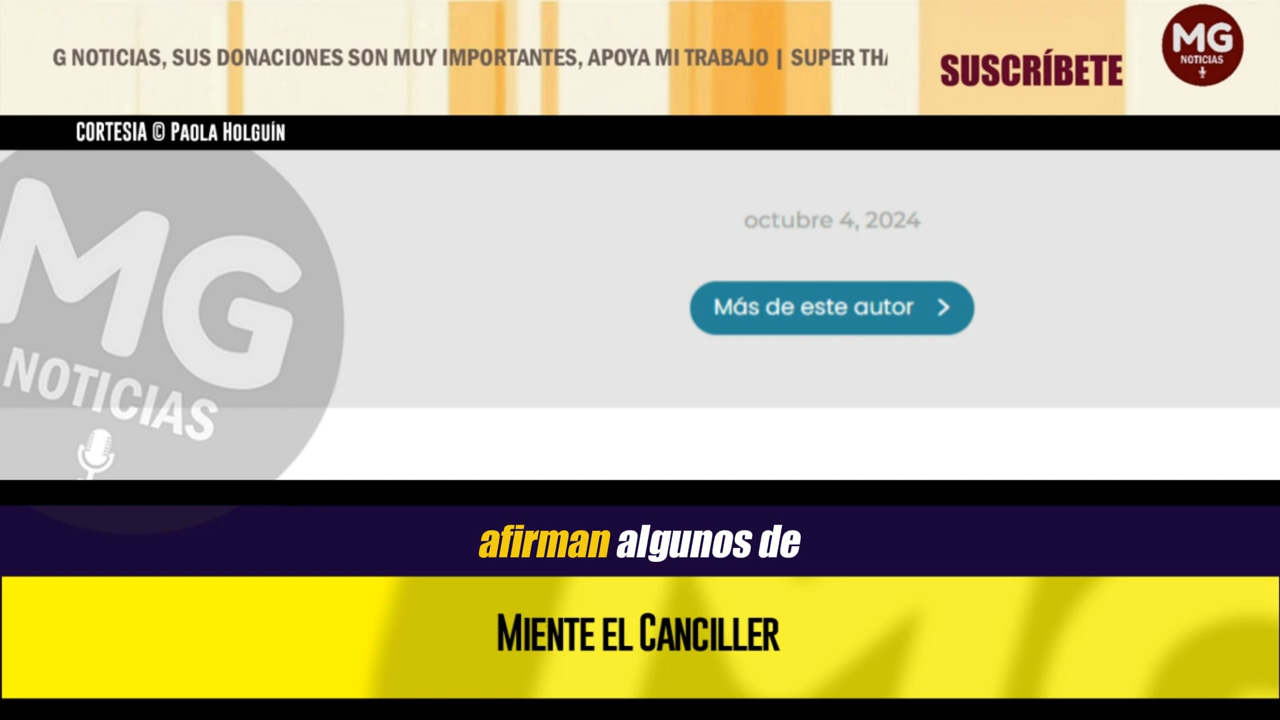 G NOTICIAS, SUS DONACIONES SON MUY IMPORTANTES, APOYA MI TRABAJO | SUPER
SUSCRÍBETE
MG
NOTICIAS
CORTESIA © PAOLA HOLGUÍN
octubre 4, 2024
Más de este autor
MG
NOTICIAS
afirman algunos de
MIENTE EL CANCILLER